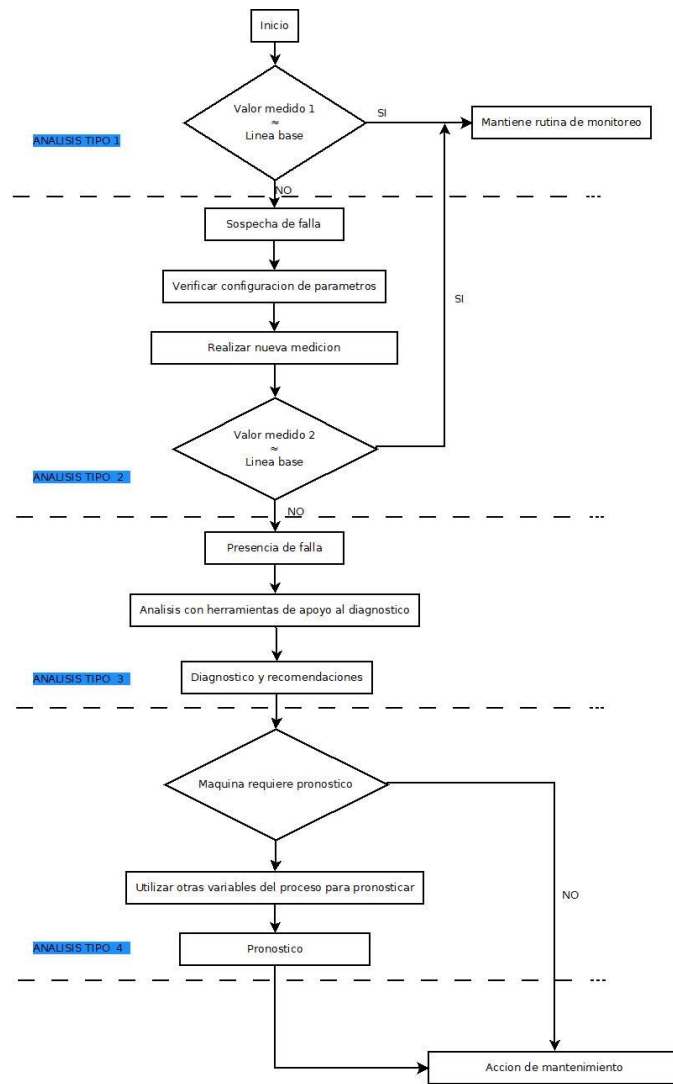 Inicio
Valor medido 1
≈
Linea base
SI
Mantiene rutina de monitoreo
ANALISIS TIPO 1
NO
Sospecha de falla
Verificar configuracion de parametros
SI
Realizar nueva medicion
Valor medido 2
≈
Linea base
ANALISIS TIPO 2
NO
Presencia de falla
Analisis con herramientas de apoyo al diagnostico
Diagnostico y recomendaciones
ANALISIS TIPO 3
Maquina requiere pronostico
Utilizar otras variables del proceso para pronosticar
NO
Pronostico
ANALISIS TIPO 4
Accion de mantenimiento